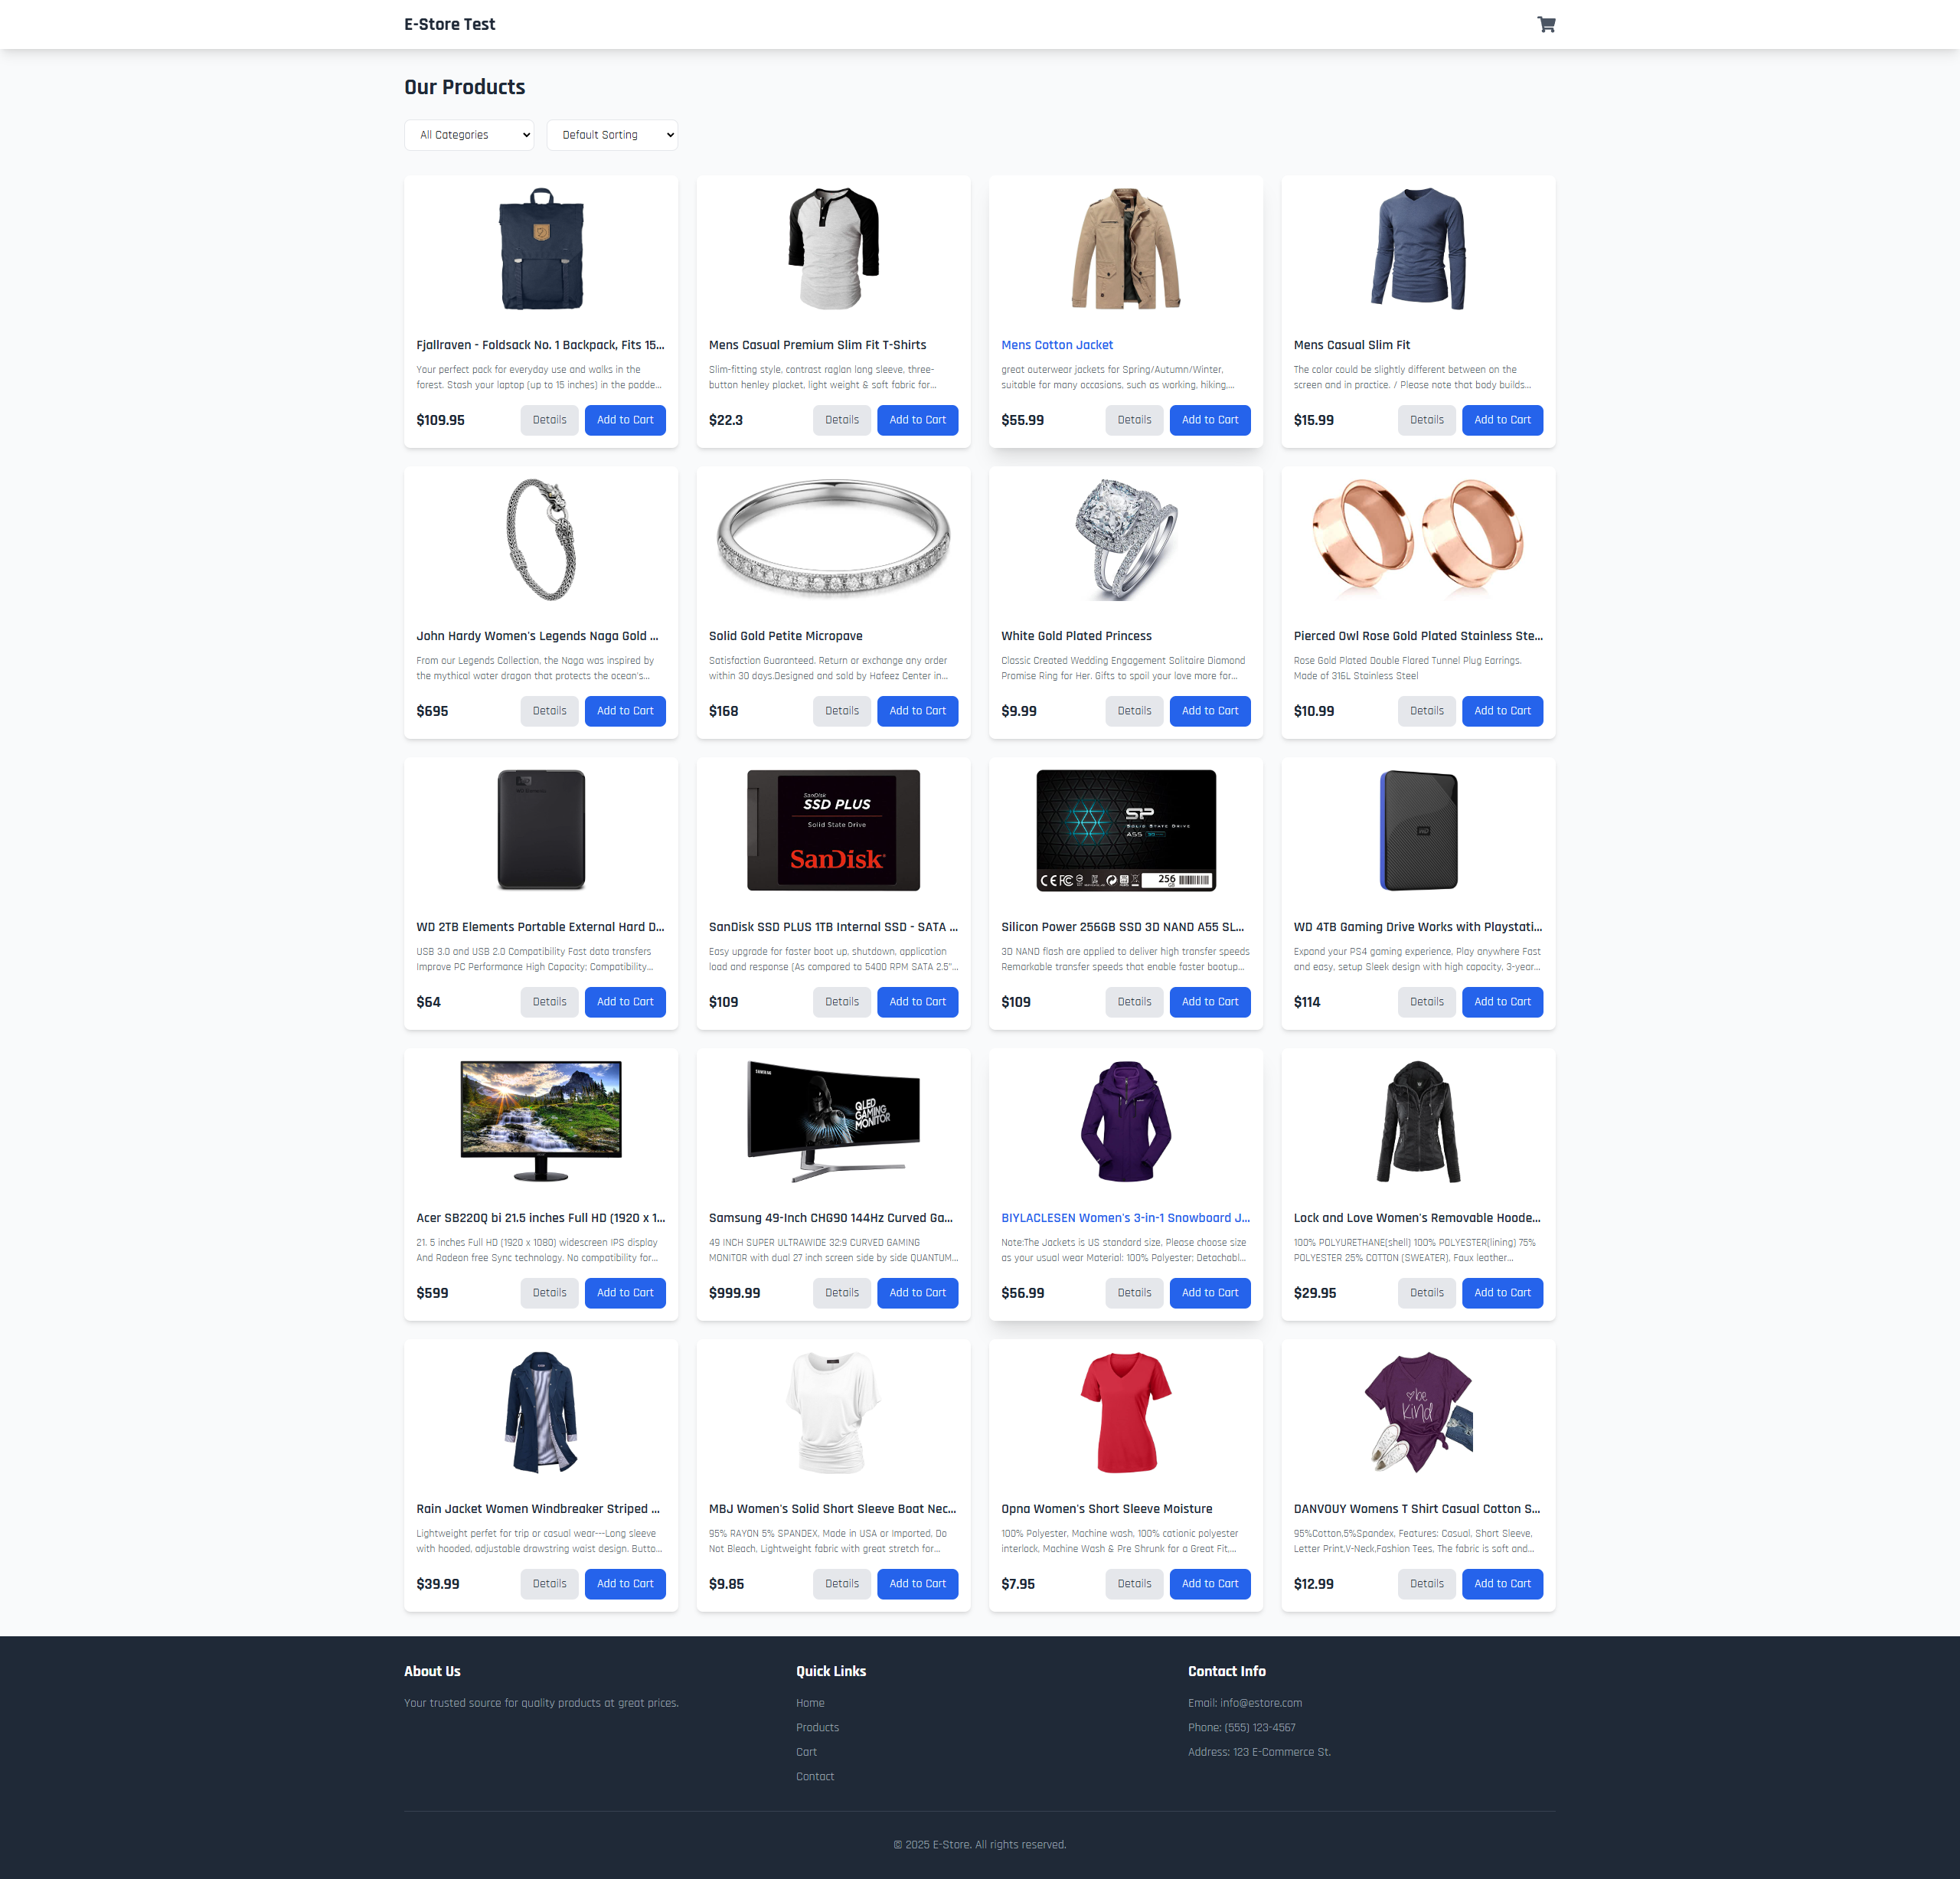 E-Store Test
Our Products
All Categories
Default Sorting
Fjallraven - Foldsack No. 1 Backpack, Fits 15...
Your perfect pack for everyday use and walks in the
forest. Stash your laptop (up to 15 inches) in the padde...
$109.95
Details
Add to Cart
Mens Casual Premium Slim Fit T-Shirts
Slim-fitting style, contrast raglan long sleeve, three-
button henley placket, light weight & soft fabric for...
$22.3
Details
Add to Cart
Mens Cotton Jacket
great outerwear jackets for Spring/Autumn/Winter,
suitable for many occasions, such as working, hiking,...
$55.99
Details
Add to Cart
Mens Casual Slim Fit
The color could be slightly different between on the
screen and in practice. / Please note that body builds...
$15.99
Details
Add to Cart
John Hardy Women's Legends Naga Gold ...
From our Legends Collection, the Naga was inspired by
the mythical water dragon that protects the ocean's...
$695
Details
Add to Cart
Solid Gold Petite Micropave
Satisfaction Guaranteed. Return or exchange any order
within 30 days.Designed and sold by Hafeez Center in...
$168
Details
Add to Cart
White Gold Plated Princess
Classic Created Wedding Engagement Solitaire Diamond
Promise Ring for Her. Gifts to spoil your love more for...
$9.99
Details
Add to Cart
Pierced Owl Rose Gold Plated Stainless Ste...
Rose Gold Plated Double Flared Tunnel Plug Earrings.
Made of 316L Stainless Steel
$10.99
Details
Add to Cart
SanDisk
SSD PLUS
Solid State Drive
SanDisk
SP
SOLID STATE DRIVE
A55
256
WD
WD 2TB Elements Portable External Hard D...
USB 3.0 and USB 2.0 Compatibility Fast data transfers
Improve PC Performance High Capacity; Compatibility...
$64
Details
Add to Cart
SanDisk SSD PLUS 1TB Internal SSD - SATA ...
Easy upgrade for faster boot up, shutdown, application
load and response (As compared to 5400 RPM SATA 2.5"...
$109
Details
Add to Cart
Silicon Power 256GB SSD 3D NAND A55 SL...
3D NAND flash are applied to deliver high transfer speeds
Remarkable transfer speeds that enable faster bootup...
$109
Details
Add to Cart
WD 4TB Gaming Drive Works with Playstati...
Expand your PS4 gaming experience, Play anywhere Fast
and easy, setup Sleek design with high capacity, 3-year...
$114
Details
Add to Cart
SAMSUNG
QLED
GAMING
MONITOR
Acer SB220Q bi 21.5 inches Full HD (1920 x 1...
21. 5 inches Full HD (1920 x 1080) widescreen IPS display
And Radeon free Sync technology. No compatibility for...
$599
Details
Add to Cart
Samsung 49-Inch CHG90 144Hz Curved Ga...
49 INCH SUPER ULTRAWIDE 32:9 CURVED GAMING
MONITOR with dual 27 inch screen side by side QUANTUM...
$999.99
Details
Add to Cart
BIYLACLESEN Women's 3-in-1 Snowboard J...
Note:The Jackets is US standard size, Please choose size
as your usual wear Material: 100% Polyester; Detachabl...
$56.99
Details
Add to Cart
Lock and Love Women's Removable Hoode...
100% POLYURETHANE(shell) 100% POLYESTER(lining) 75%
POLYESTER 25% COTTON (SWEATER), Faux leather...
$29.95
Details
Add to Cart
be
Kind
Rain Jacket Women Windbreaker Striped ...
Lightweight perfet for trip or casual wear---Long sleeve
with hooded, adjustable drawstring waist design. Butto...
$39.99
Details
Add to Cart
MBJ Women's Solid Short Sleeve Boat Nec...
95% RAYON 5% SPANDEX, Made in USA or Imported, Do
Not Bleach, Lightweight fabric with great stretch for...
$9.85
Details
Add to Cart
Opna Women's Short Sleeve Moisture
100% Polyester, Machine wash, 100% cationic polyester
interlock, Machine Wash & Pre Shrunk for a Great Fit,...
$7.95
Details
Add to Cart
DANVOUY Womens T Shirt Casual Cotton S...
95%Cotton,5%Spandex, Features: Casual, Short Sleeve,
Letter Print,V-Neck,Fashion Tees, The fabric is soft and...
$12.99
Details
Add to Cart
About Us
Your trusted source for quality products at great prices.
Quick Links
Home
Products
Cart
Contact
Contact Info
Email: info@estore.com
Phone: (555) 123-4567
Address: 123 E-Commerce St.
© 2025 E-Store. All rights reserved.